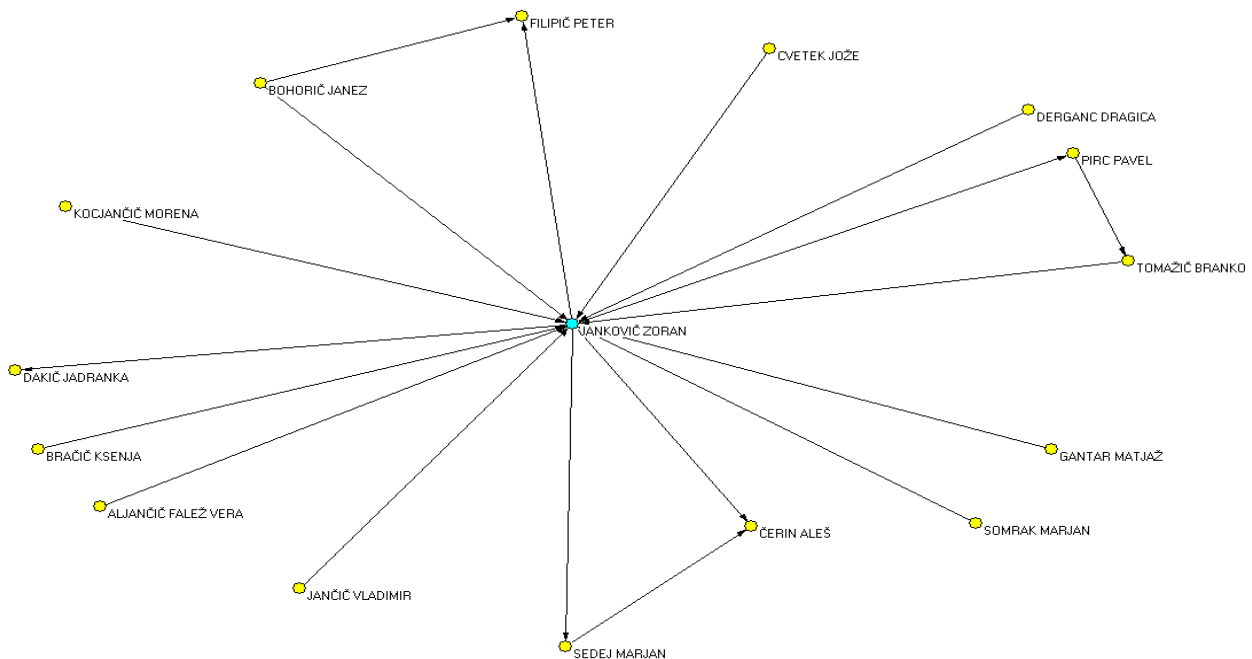 FILIPIČ PETER
CVETEK JOŽE
BOHORIČ JANEZ
DERGANC DRAGICA
PIRC PAVEL
KOCJANČIČ MORENA
TOMAŽIČ BRANKO
JANKOVIČ ZORAN
DAKIČ JADRANKA
BRAČIČ KSENJA
GANTAR MATJAŽ
ALJANČIČ FALEŽ VERA
SOMRAK MARJAN
ČERIN ALEŠ
JANČIČ VLADIMIR
SEDEJ MARJAN